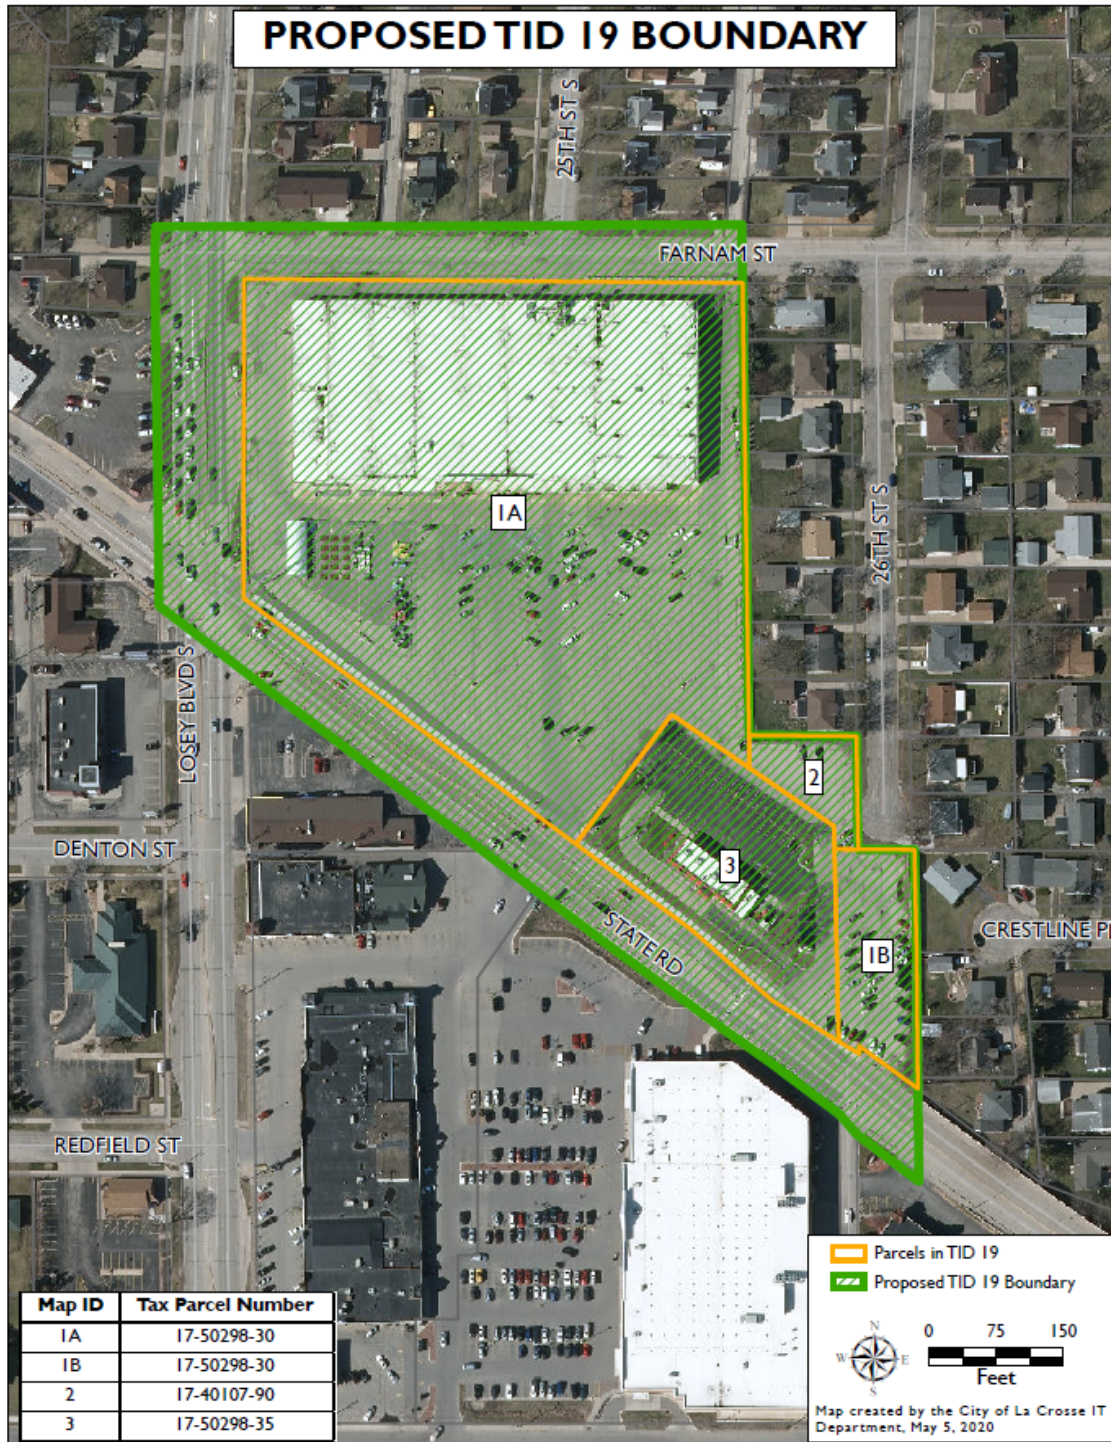 PROPOSED TID 19 BOUNDARY
25TH ST S
FARNAM ST
1A
26TH ST S
LOSEY BLVD S
2
DENTON ST
3
STATE RD
CRESTLINE PL
1B
REDFIELD ST
Parcels in TID 19
Proposed TID 19 Boundary
N
W E
S
0 75 150
Feet
Map created by the City of La Crosse IT
Department, May 5, 2020
Map ID Tax Parcel Number
1A 17-50298-30
1B 17-50298-30
2 17-40107-90
3 17-50298-35